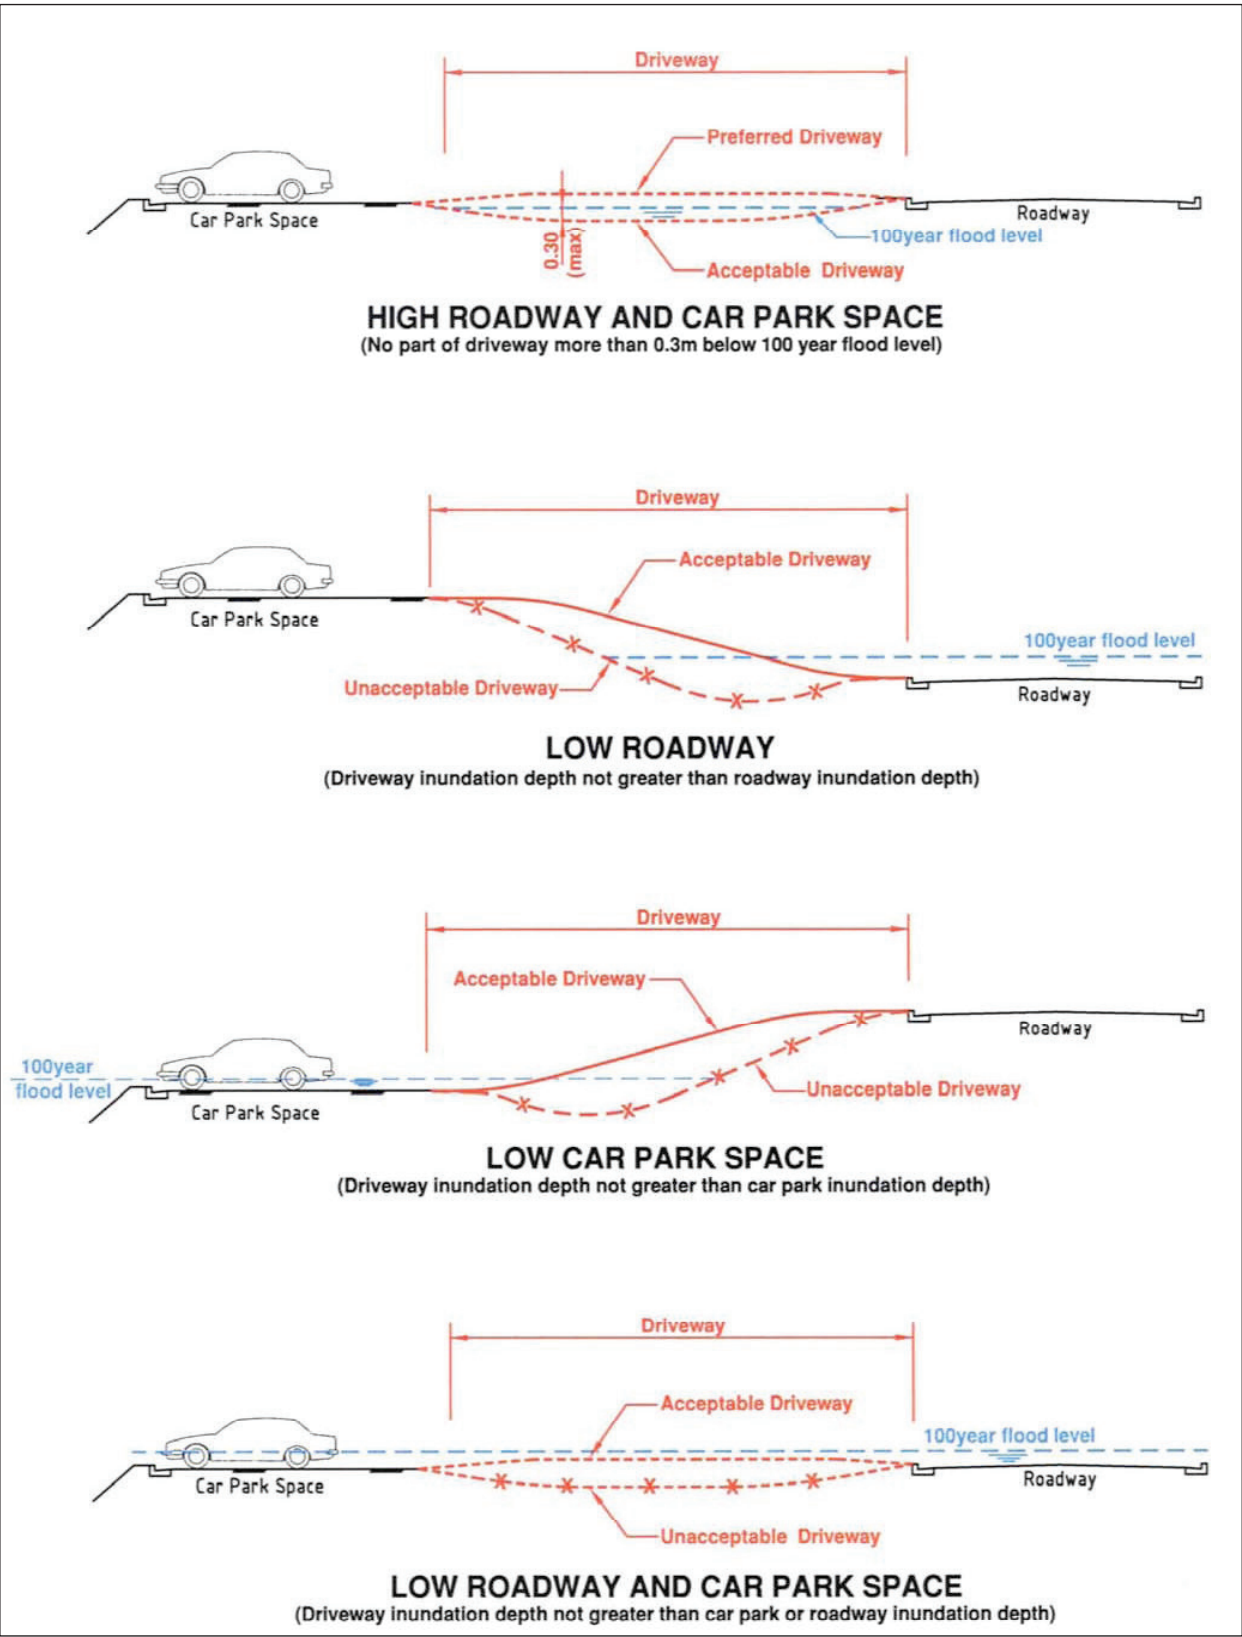 Driveway
Preferred Driveway
Car Park Space
Roadway
100year flood level
0.30
(max)
Acceptable  Driveway
HIGH ROADWAY AND CAR PARK SPACE
(No part of driveway more than 0.3m below 100 year flood level)
Driveway
Acceptable Driveway
Car Park Space
100year flood level
Unacceptable Driveway
Roadway
LOW ROADWAY
(Driveway inundation depth not greater than roadway inundation depth)
Driveway
Acceptable Driveway
Roadway
100year
flood level
Unacceptable Driveway
Car Park Space
LOW CAR PARK SPACE
(Driveway inundation depth not greater than car park inundation depth)
Driveway
Acceptable Driveway
100year flood level
Car Park Space
Roadway
Unacceptable  Driveway
LOW ROADWAY AND CAR PARK SPACE
(Driveway inundation depth not greater than car park or roadway inundation depth)